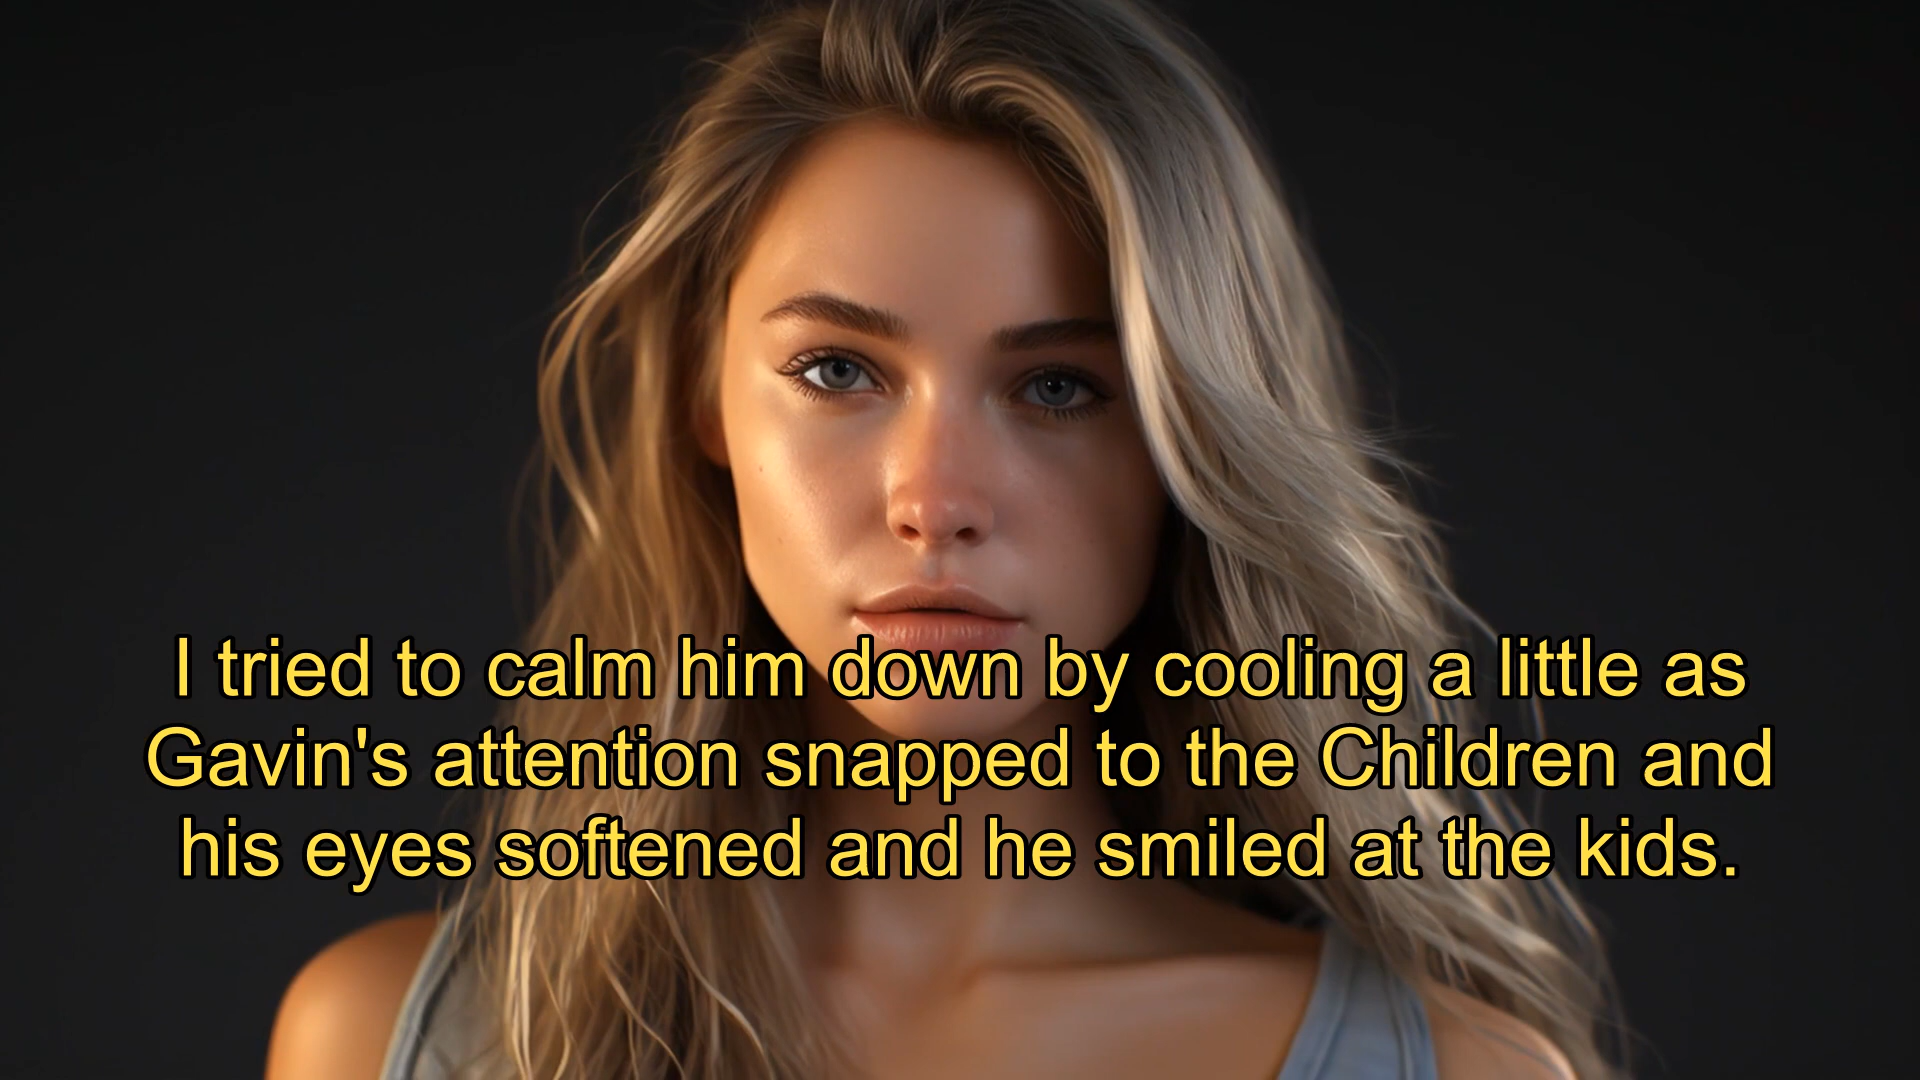 I tried to calm him down by cooling a little as
Gavin's attention snapped to the Children and
his eyes softened and he smiled at the kids.